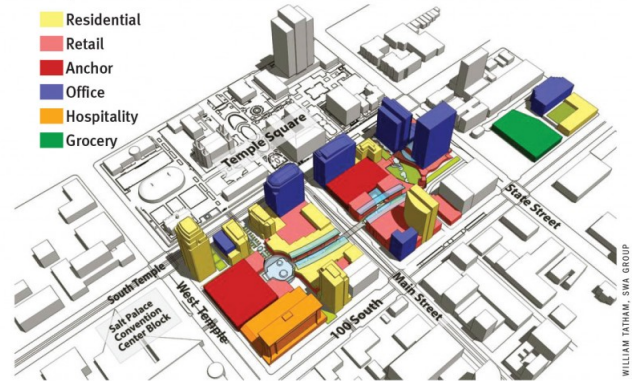 Residential
Retail
Anchor
Office
Hospitality
Grocery
Temple Square
State Street
South Temple
West Temple
Main Street
100 South
Salt Palace
Convention
Center Block
WILLIAM TATHAM, SWA GROUP